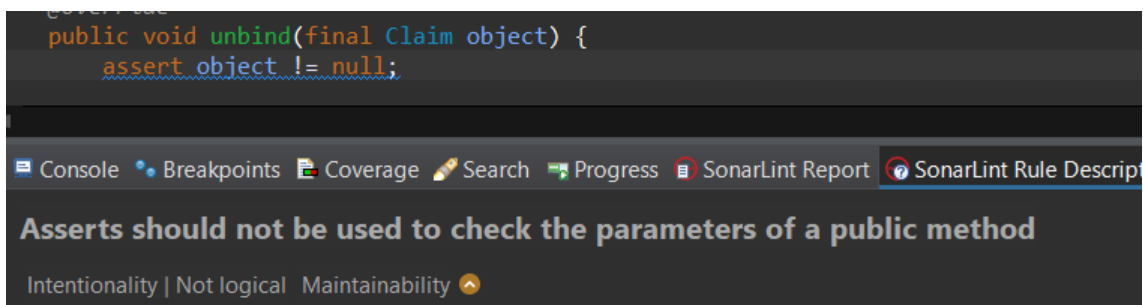 @Override
public void unbind(final Claim object) {
assert object != null;
Console Breakpoints Coverage Search Progress SonarLint Report SonarLint Rule Descript
Asserts should not be used to check the parameters of a public method
Intentionality | Not logical Maintainability